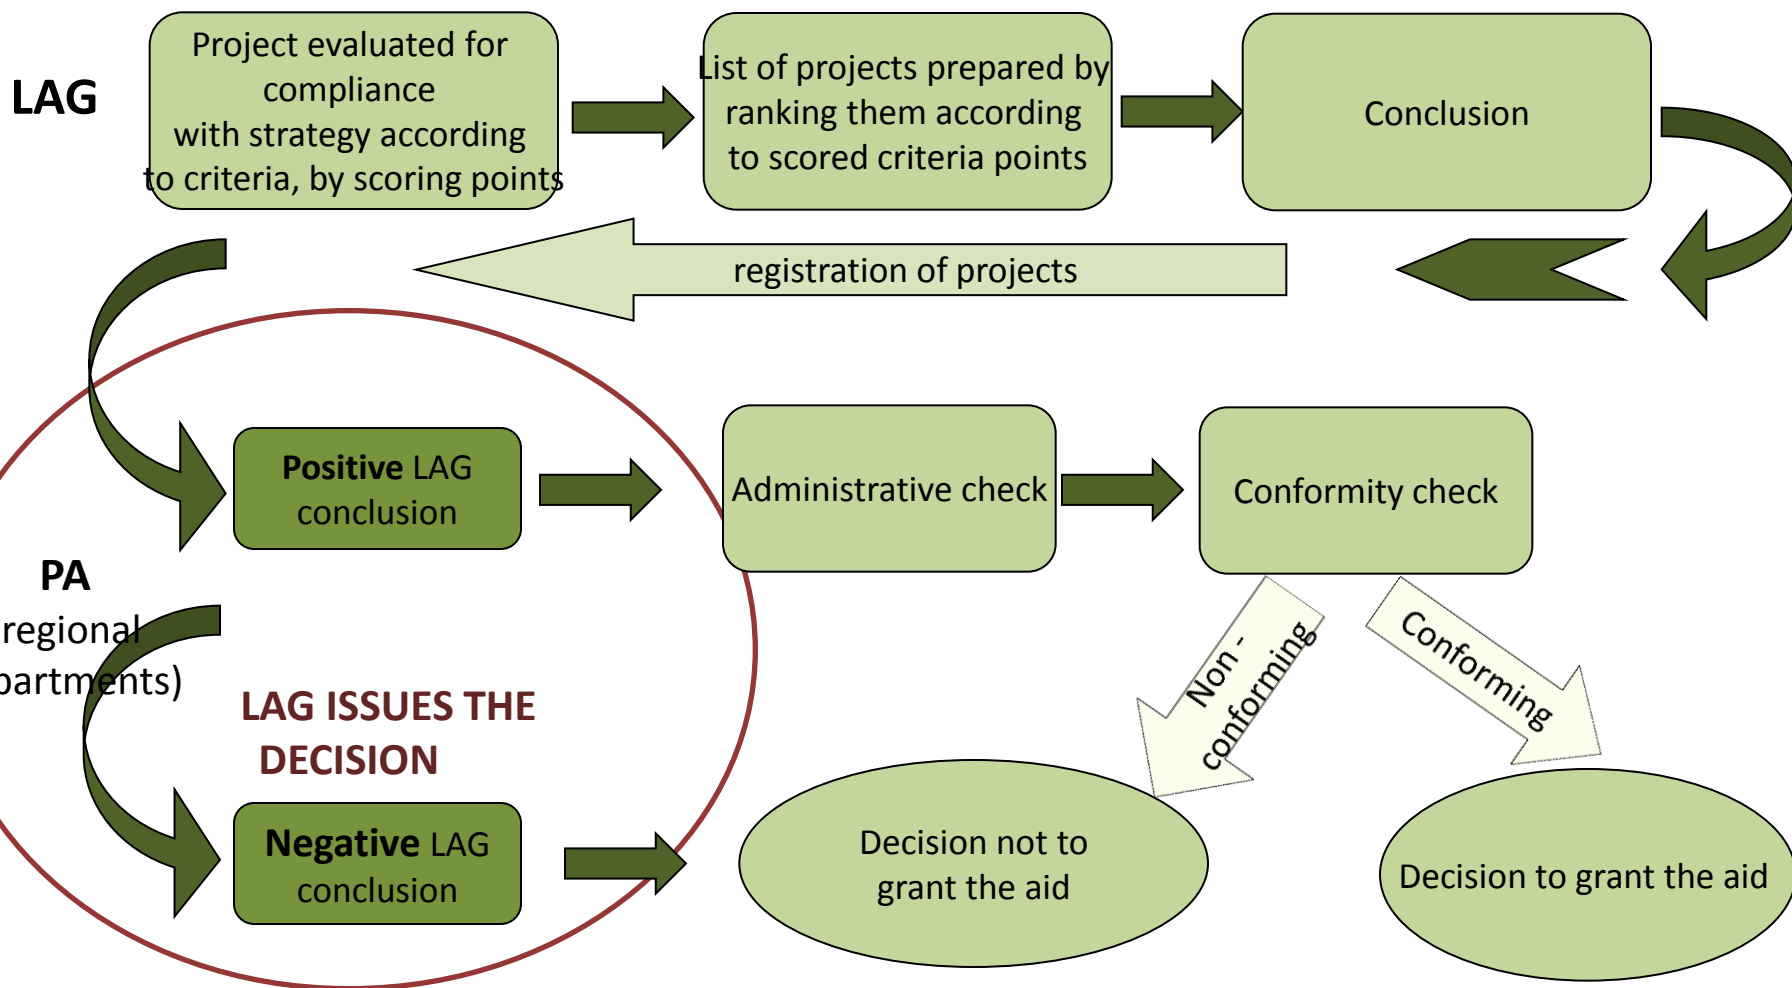 LAG
Project evaluated for
compliance
with strategy according
to criteria, by scoring points
List of projects prepared by
ranking them according
to scored criteria points
Conclusion
registration of projects
Positive LAG
conclusion
Administrative check
Conformity check
PA
regional
partments)
Non -
conforming
Conforming
LAG ISSUES THE
DECISION
Negative LAG
conclusion
Decision not to
grant the aid
Decision to grant the aid